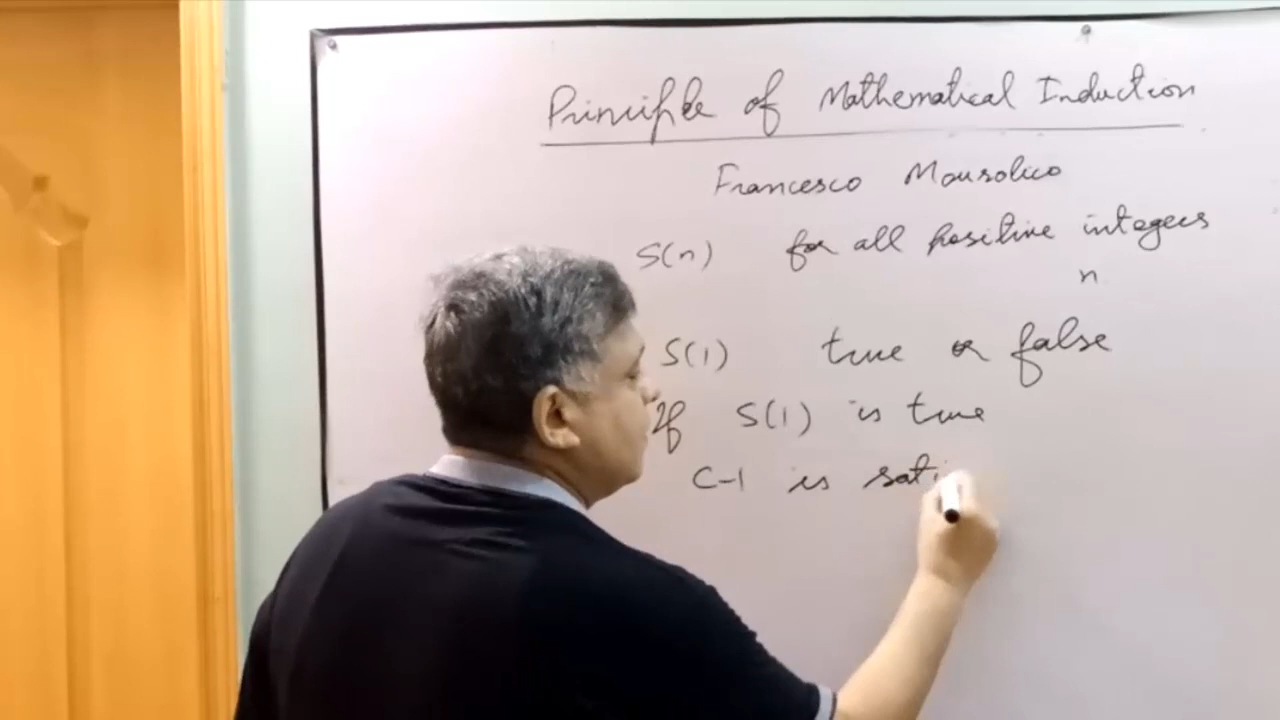 Principle of Mathematical Induction
Francesco Mourolico
S(n) for all positive integers
n
S(1) true or false
If S(1) is true
C-1 is sati